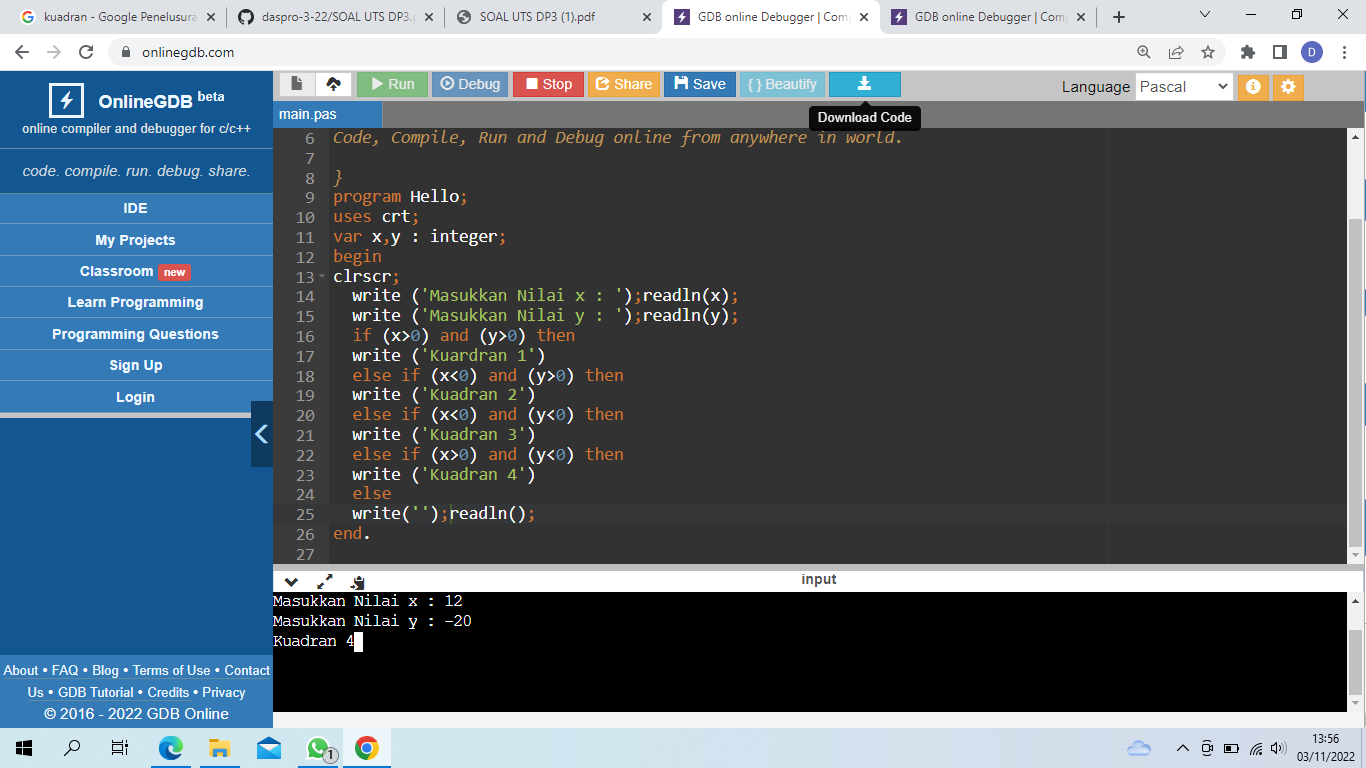 kuadran - Google Penelusura
daspro-3-22/SOAL UTS DP3.
SOAL UTS DP3 (1).pdf
GDB online Debugger | Com
GDB online Debugger | Com
onlinegdb.com
D
OnlineGDB beta
online compiler and debugger for c/c++
code. compile. run. debug. share.
IDE
My Projects
Classroom new
Learn Programming
Programming Questions
Sign Up
Login
About • FAQ • Blog • Terms of Use • Contact
Us • GDB Tutorial • Credits • Privacy
© 2016 - 2022 GDB Online
Run Debug Stop Share Save { } Beautify
Language Pascal
Download Code
main.pas
6 Code, Compile, Run and Debug online from anywhere in world.
7
8 }
9 program Hello;
10 uses crt;
11 var x,y : integer;
12 begin
13 clrscr;
14 write ('Masukkan Nilai x : ');readln(x);
15 write ('Masukkan Nilai y : ');readln(y);
16 if (x>0) and (y>0) then
17 write ('Kuardran 1')
18 else if (x<0) and (y>0) then
19 write ('Kuadran 2')
20 else if (x<0) and (y<0) then
21 write ('Kuadran 3')
22 else if (x>0) and (y<0) then
23 write ('Kuadran 4')
24 else
25 write('');readln();
26 end.
27
input
Masukkan Nilai x : 12
Masukkan Nilai y : -20
Kuadran 4
1
13:56
03/11/2022